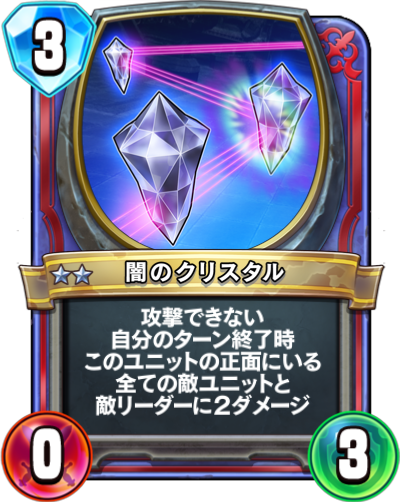 3
闇のクリスタル
攻撃できない
自分のターン終了時
このユニットの正面にいる
全ての敵ユニットと
敵リーダーに2ダメージ
0
3